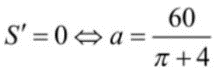 S' = 0 ⇔ a = 60 / (π + 4)